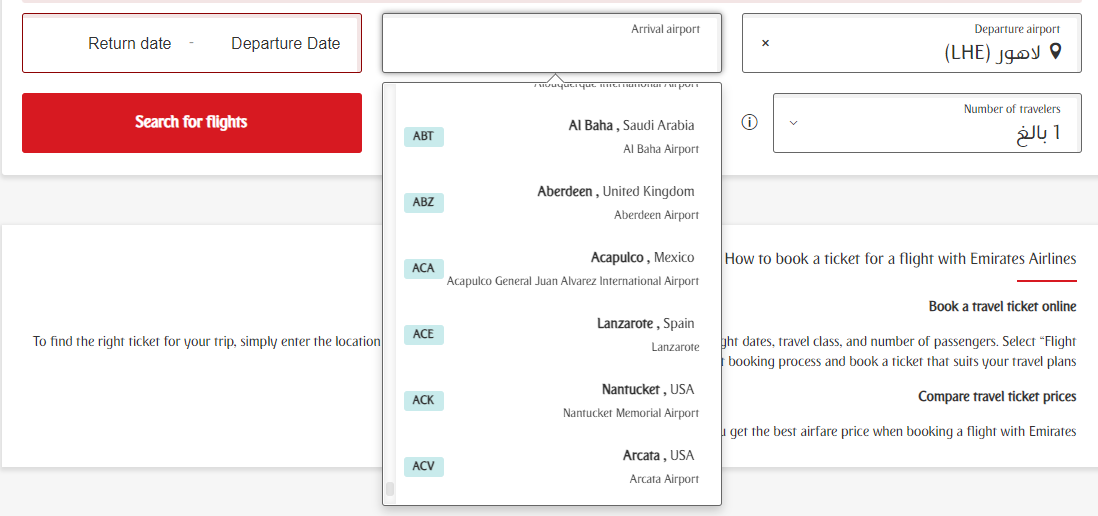 Departure airport
لاهور (LHE)
×
Arrival airport
Departure Date
-
Return date
Number of travelers
1 بالغ
Search for flights
Albuquerque International Airport
Al Baha , Saudi Arabia
Al Baha Airport
ABT
Aberdeen , United Kingdom
Aberdeen Airport
ABZ
Acapulco , Mexico
Acapulco General Juan Alvarez International Airport
ACA
Lanzarote , Spain
Lanzarote
ACE
Nantucket , USA
Nantucket Memorial Airport
ACK
Arcata , USA
Arcata Airport
ACV
How to book a ticket for a flight with Emirates Airlines
Book a travel ticket online
To find the right ticket for your trip, simply enter the location
ght dates, travel class, and number of passengers. Select “Flight
booking process and book a ticket that suits your travel plans
Compare travel ticket prices
get the best airfare price when booking a flight with Emirates